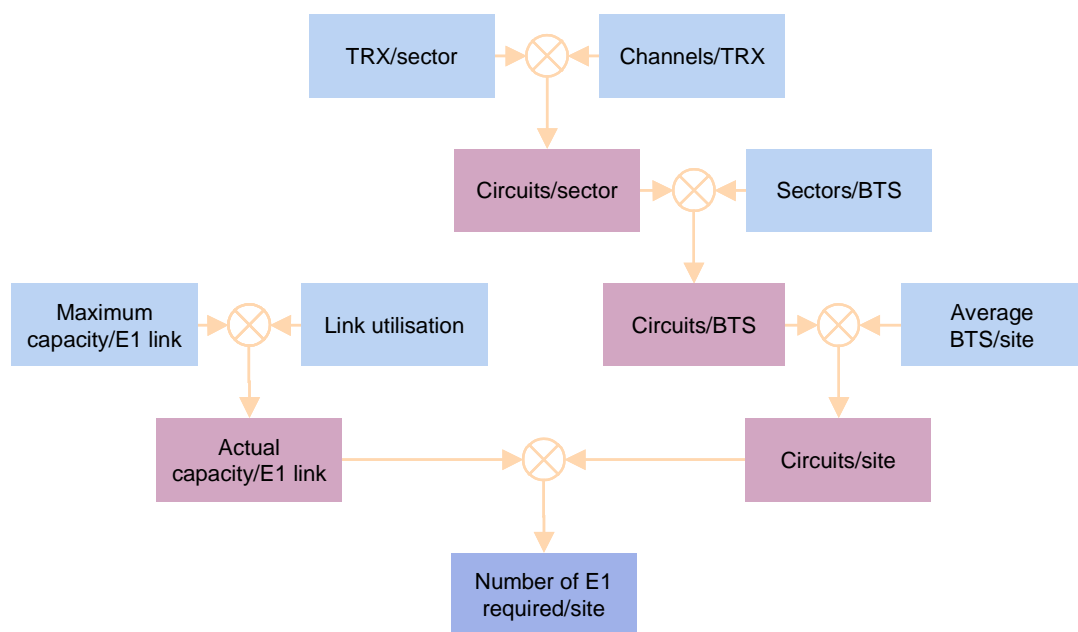 TRX/sector
Channels/TRX
Circuits/sector
Sectors/BTS
Maximum
capacity/E1 link
Link utilisation
Circuits/BTS
Average
BTS/site
Actual
capacity/E1 link
Circuits/site
Number of E1
required/site